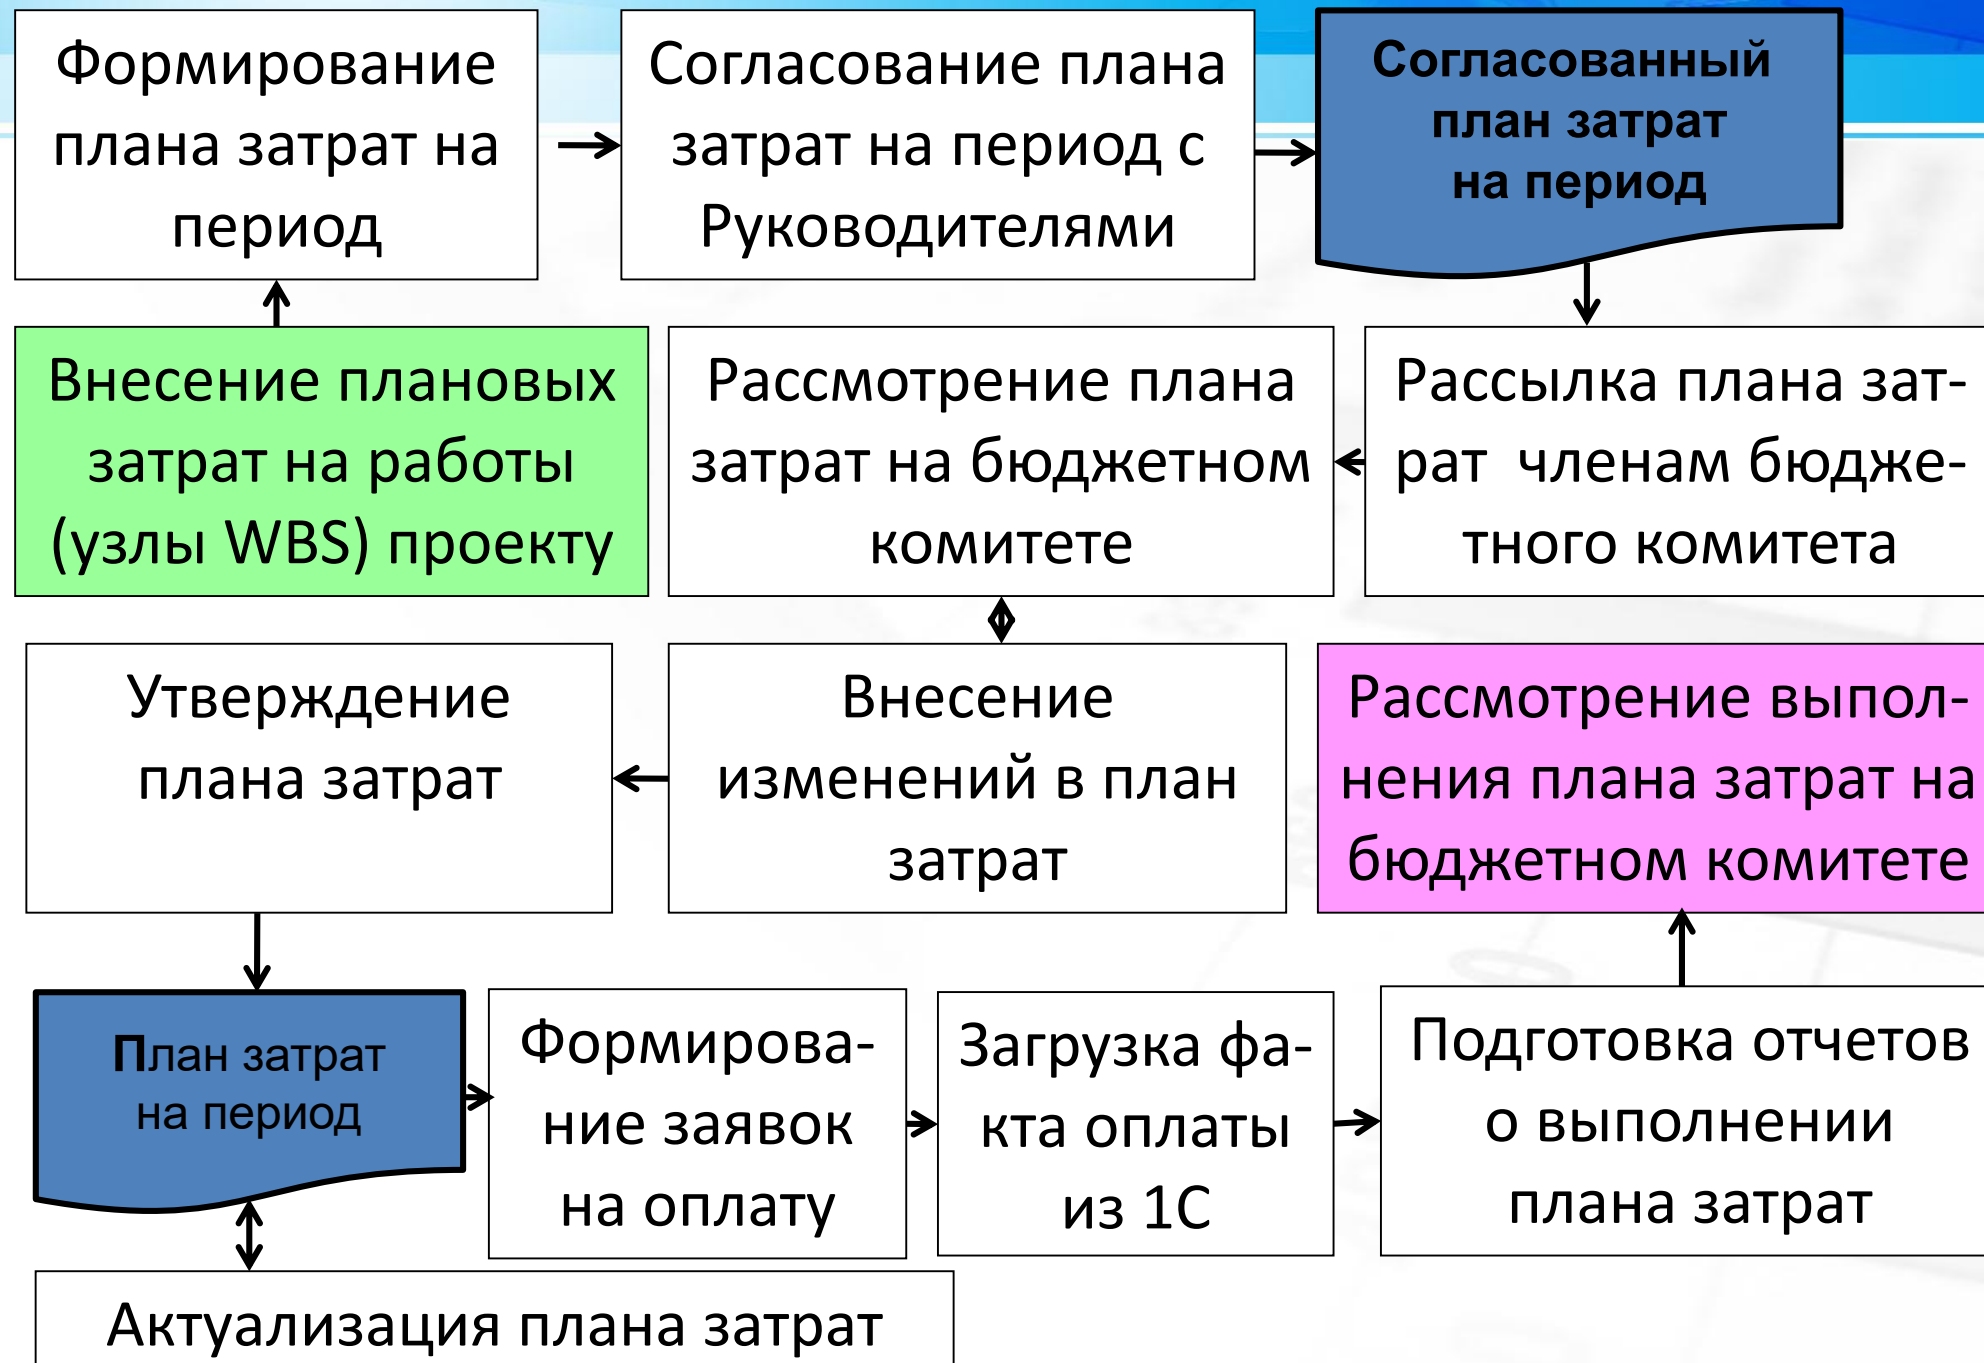 Формирование
плана затрат на
период
Согласование плана
затрат на период с
Руководителями
Согласованный
план затрат
на период
Внесение плановых
затрат на работы
(узлы WBS) проекту
Рассмотрение плана
затрат на бюджетном
комитете
Рассылка плана зат-
рат членам бюдже-
тного комитета
Утверждение
плана затрат
Внесение
изменений в план
затрат
Рассмотрение выпол-
нения плана затрат на
бюджетном комитете
План затрат
на период
Формирова-
ние заявок
на оплату
Загрузка фа-
кта оплаты
из 1С
Подготовка отчетов
о выполнении
плана затрат
Актуализация плана затрат